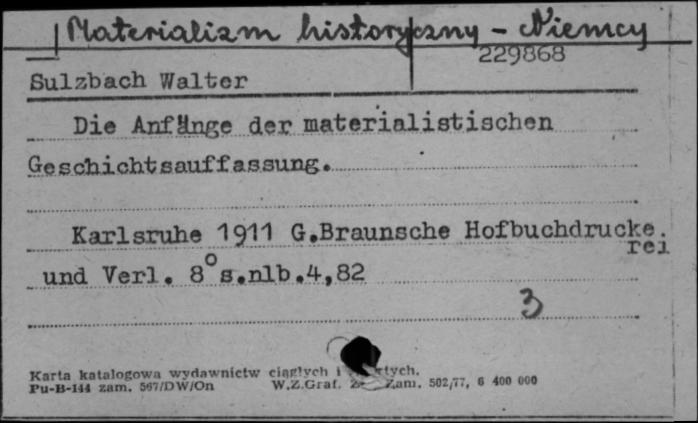 Materializm historyczny - Niemcy
229868
Sulzbach Walter
Die Anfänge der materialistischen
Geschichtsauffassung.
Karlsruhe 1911 G.Braunsche Hofbuchdrucke.
rei
und Verl. 8° s.nlb.4,82
3
Karta katalogowa wydawnictw ciągłych i
Pu-B-144 zam. 567/DW/On W.Z.Graf. Zam. 502/77, 6 400 000